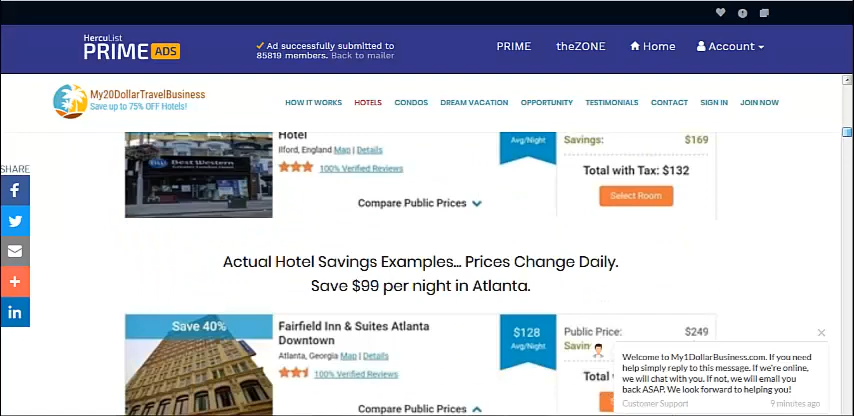 HercuList
PRIME ADS
Ad successfully submitted to
85819 members. Back to mailer
PRIME
theZONE
Home
Account
My20DollarTravelBusiness
Save up to 75% OFF Hotels!
HOW IT WORKS
HOTELS
CONDOS
DREAM VACATION
OPPORTUNITY
TESTIMONIALS
CONTACT
SIGN IN
JOIN NOW
SHARE
Hotel
Ilford, England Map | Details
100% Verified Reviews
Compare Public Prices
Best Western
Avg/Night
Savings: $169
Total with Tax: $132
Select Room
Actual Hotel Savings Examples... Prices Change Daily.
Save $99 per night in Atlanta.
Save 40%
Fairfield Inn & Suites Atlanta
Downtown
Atlanta, Georgia Map | Details
100% Verified Reviews
Compare Public Prices
$128
Avg/Night
Public Price: $249
Savin
Total
S
Welcome to My1DollarBusiness.com. If you need
help simply reply to this message. If we're online,
we will chat with you. If not, we will email you
back ASAP. We look forward to helping you!
Customer Support 9 minutes ago